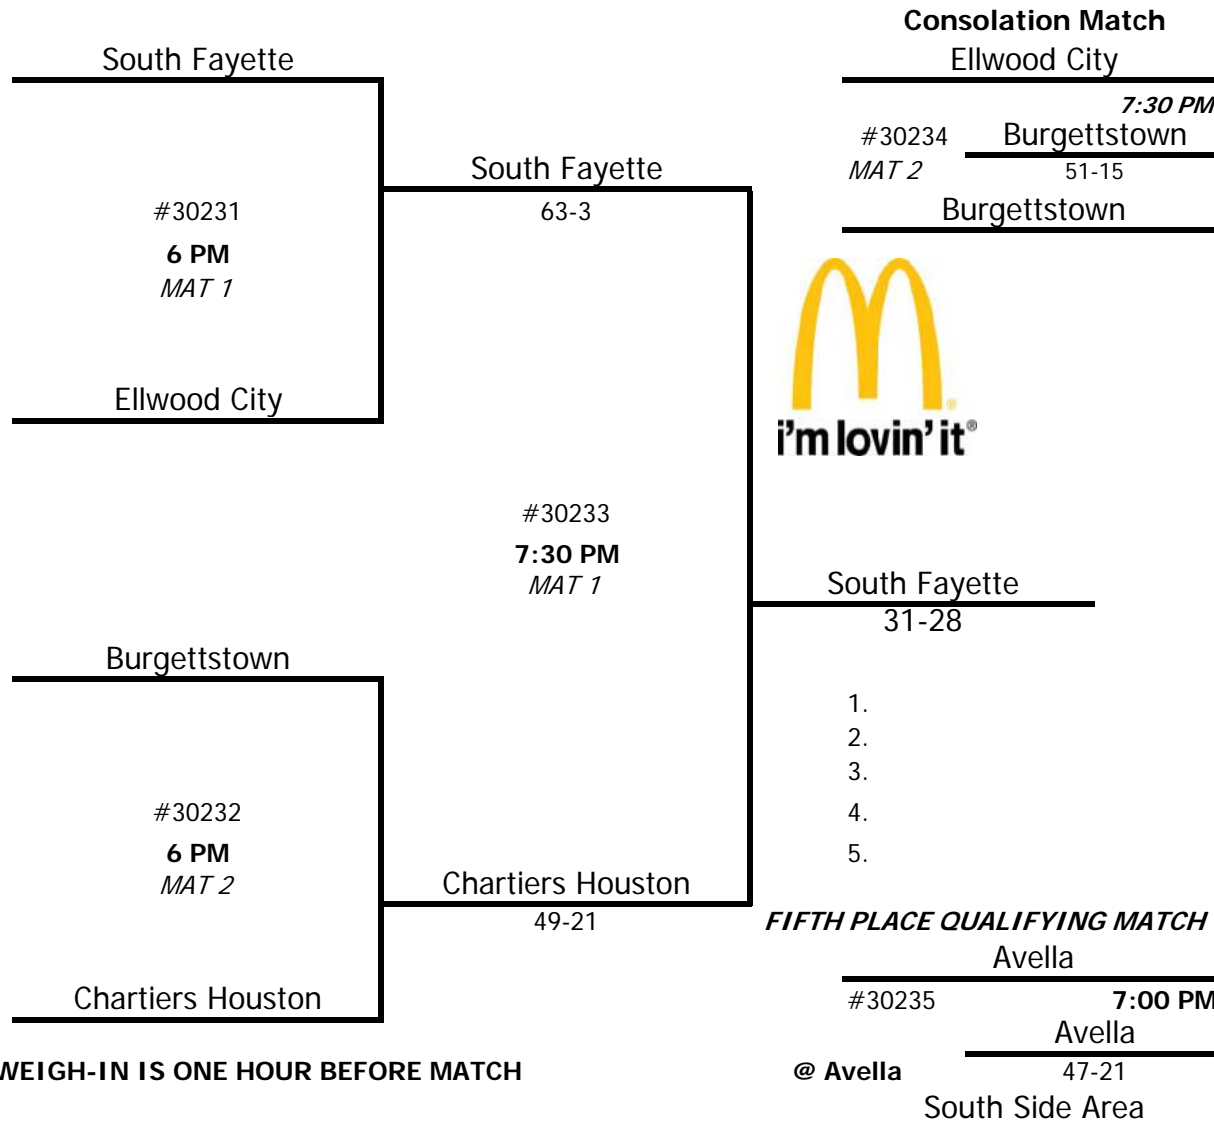 Consolation Match
South Fayette
Ellwood City
7:30 PM
#30234
Burgettstown
MAT 2
51-15
Burgettstown
South Fayette
63-3
#30231
6 PM
MAT 1
Ellwood City
i'm lovin' it®
#30233
7:30 PM
MAT 1
South Fayette
31-28
Burgettstown
1.
2.
3.
4.
5.
#30232
6 PM
MAT 2
Chartiers Houston
49-21
Chartiers Houston
FIFTH PLACE QUALIFYING MATCH
Avella
#30235
7:00 PM
Avella
@ Avella
47-21
South Side Area
WEIGH-IN IS ONE HOUR BEFORE MATCH